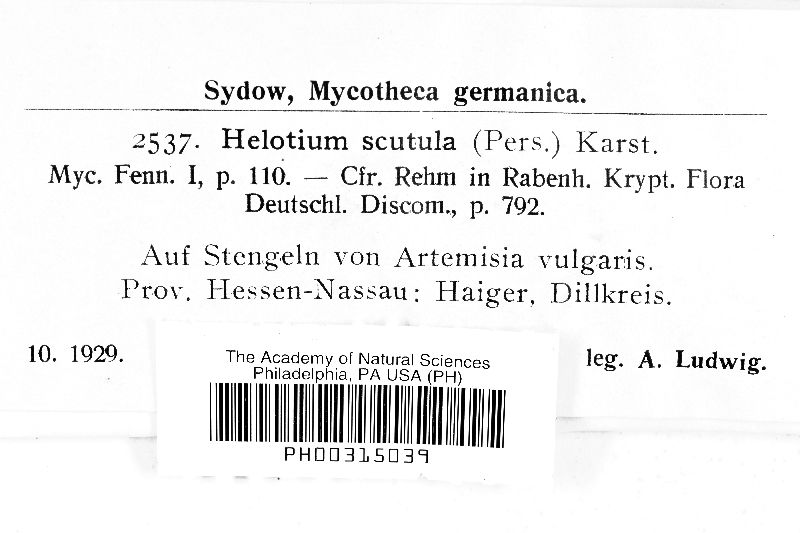 Sydow, Mycotheca germanica.
2537. Helotium scutula (Pers.) Karst.
Myc. Fenn. I, p. 110. — Cfr. Rehm in Rabenh. Krypt. Flora
Deutschl. Discom., p. 792.
Auf Stengeln von Artemisia vulgaris.
Prov. Hessen-Nassau: Haiger, Dillkreis.
10. 1929.
leg. A. Ludwig.
The Academy of Natural Sciences
Philadelphia, PA USA (PH)
PH00315039